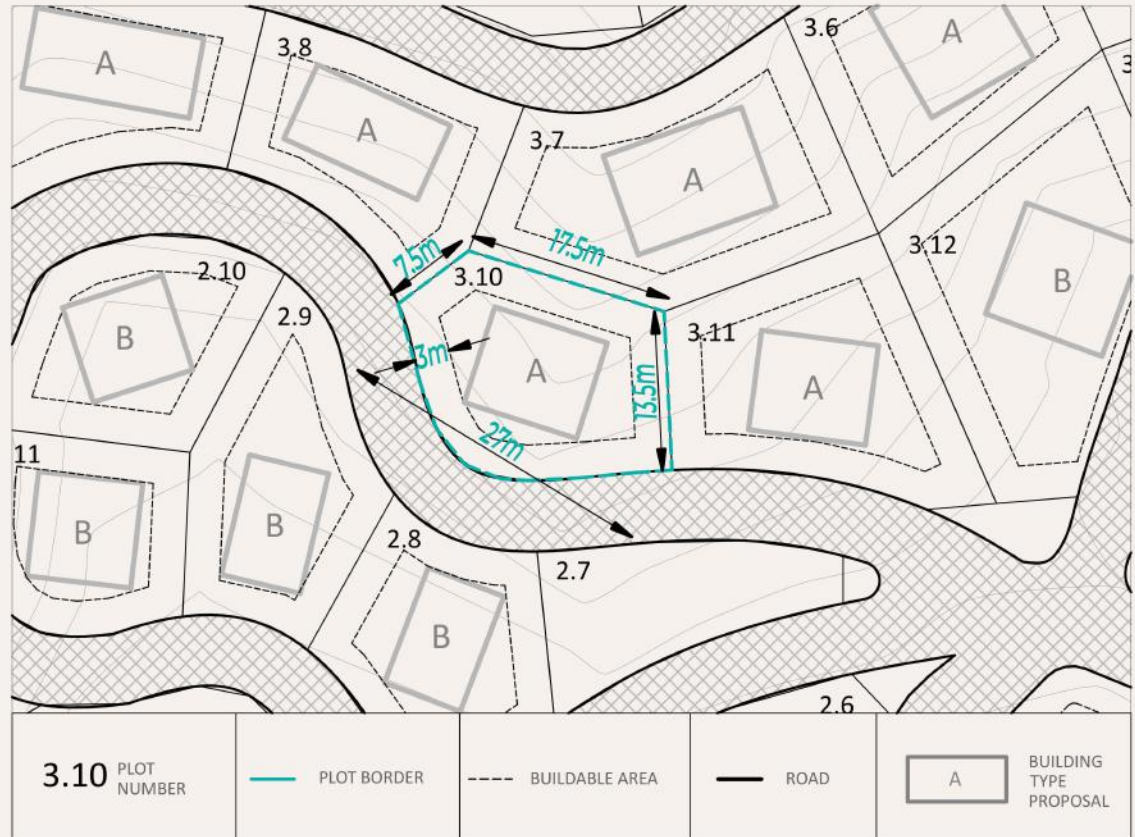 A
3.8
A
3.6
A
3
3.7
A
7.5m
17.5m
3.10
3.12
B
2.10
B
2.9
3m
A
13.5m
3.11
A
27m
11
B
B
2.8
B
2.7
2.6
3.10 PLOT NUMBER
PLOT BORDER
BUILDABLE AREA
ROAD
A
BUILDING
TYPE
PROPOSAL